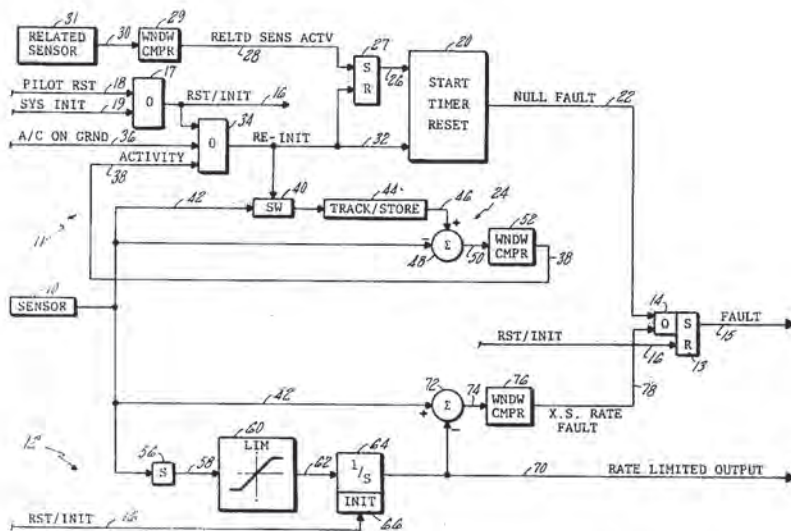 31
RELATED
SENSOR
30
29
WNDW
CMPR
RELTD SENS ACTV
28
27
S
R
26
20
START
TIMER
RESET
NULL FAULT
22
PILOT RST
18
17
O
SYS INIT
19
RST/INIT
16
34
O
A/C ON GRND
36
RE-INIT
32
ACTIVITY
38
42
40
SW
44
TRACK/STORE
46
24
+
-
Σ
48
50
52
WNDW
CMPR
38
11
10
SENSOR
14
O
S
R
13
FAULT
15
RST/INIT
16
42
72
Σ
+
-
74
76
WNDW
CMPR
X.S. RATE
FAULT
78
12
56
S
58
60
LIM
62
64
1/S
INIT
66
70
RATE LIMITED OUTPUT
RST/INIT
16